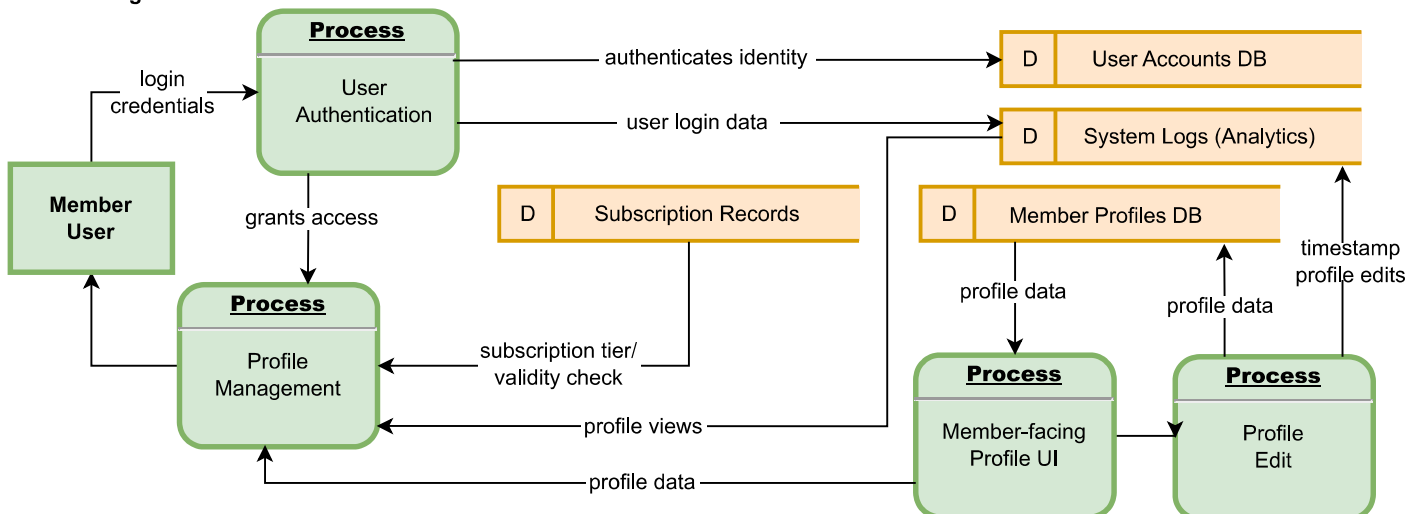 Process
User
Authentication
authenticates identity
D
User Accounts DB
login
credentials
user login data
D
System Logs (Analytics)
Member
User
grants access
D
Subscription Records
D
Member Profiles DB
timestamp
profile edits
Process
Profile
Management
subscription tier/
validity check
profile data
profile data
profile views
Process
Member-facing
Profile UI
Process
Profile
Edit
profile data